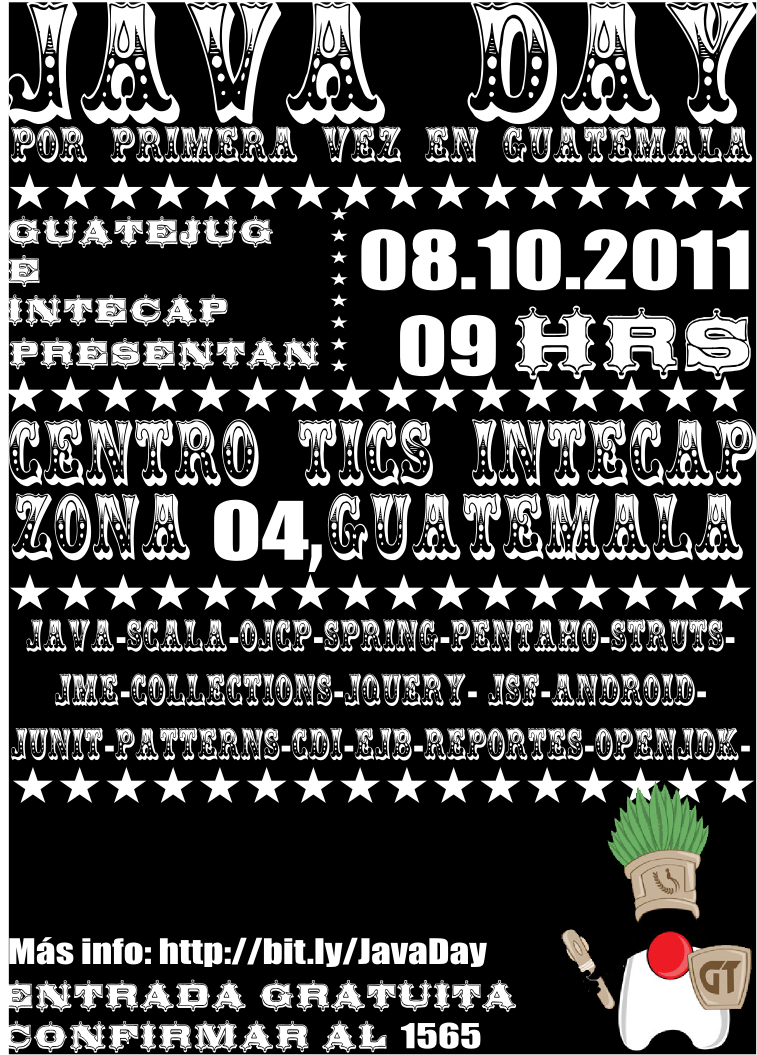 JAVA DAY
POR PRIMERA VEZ EN GUATEMALA
GUATEJUG
E
INTECAP
PRESENTAN
08.10.2011
09 HRS
CENTRO TICS INTECAP
ZONA 04, GUATEMALA
JAVA-SCALA-OJCP-SPRING-PENTAHO-STRUTS-
JME-COLLECTIONS-JQUERY- JSF-ANDROID-
JUNIT-PATTERNS-CDI-EJB-REPORTES-OPENJDK-
Más info: http://bit.ly/JavaDay
ENTRADA GRATUITA
CONFIRMAR AL 1565
GT